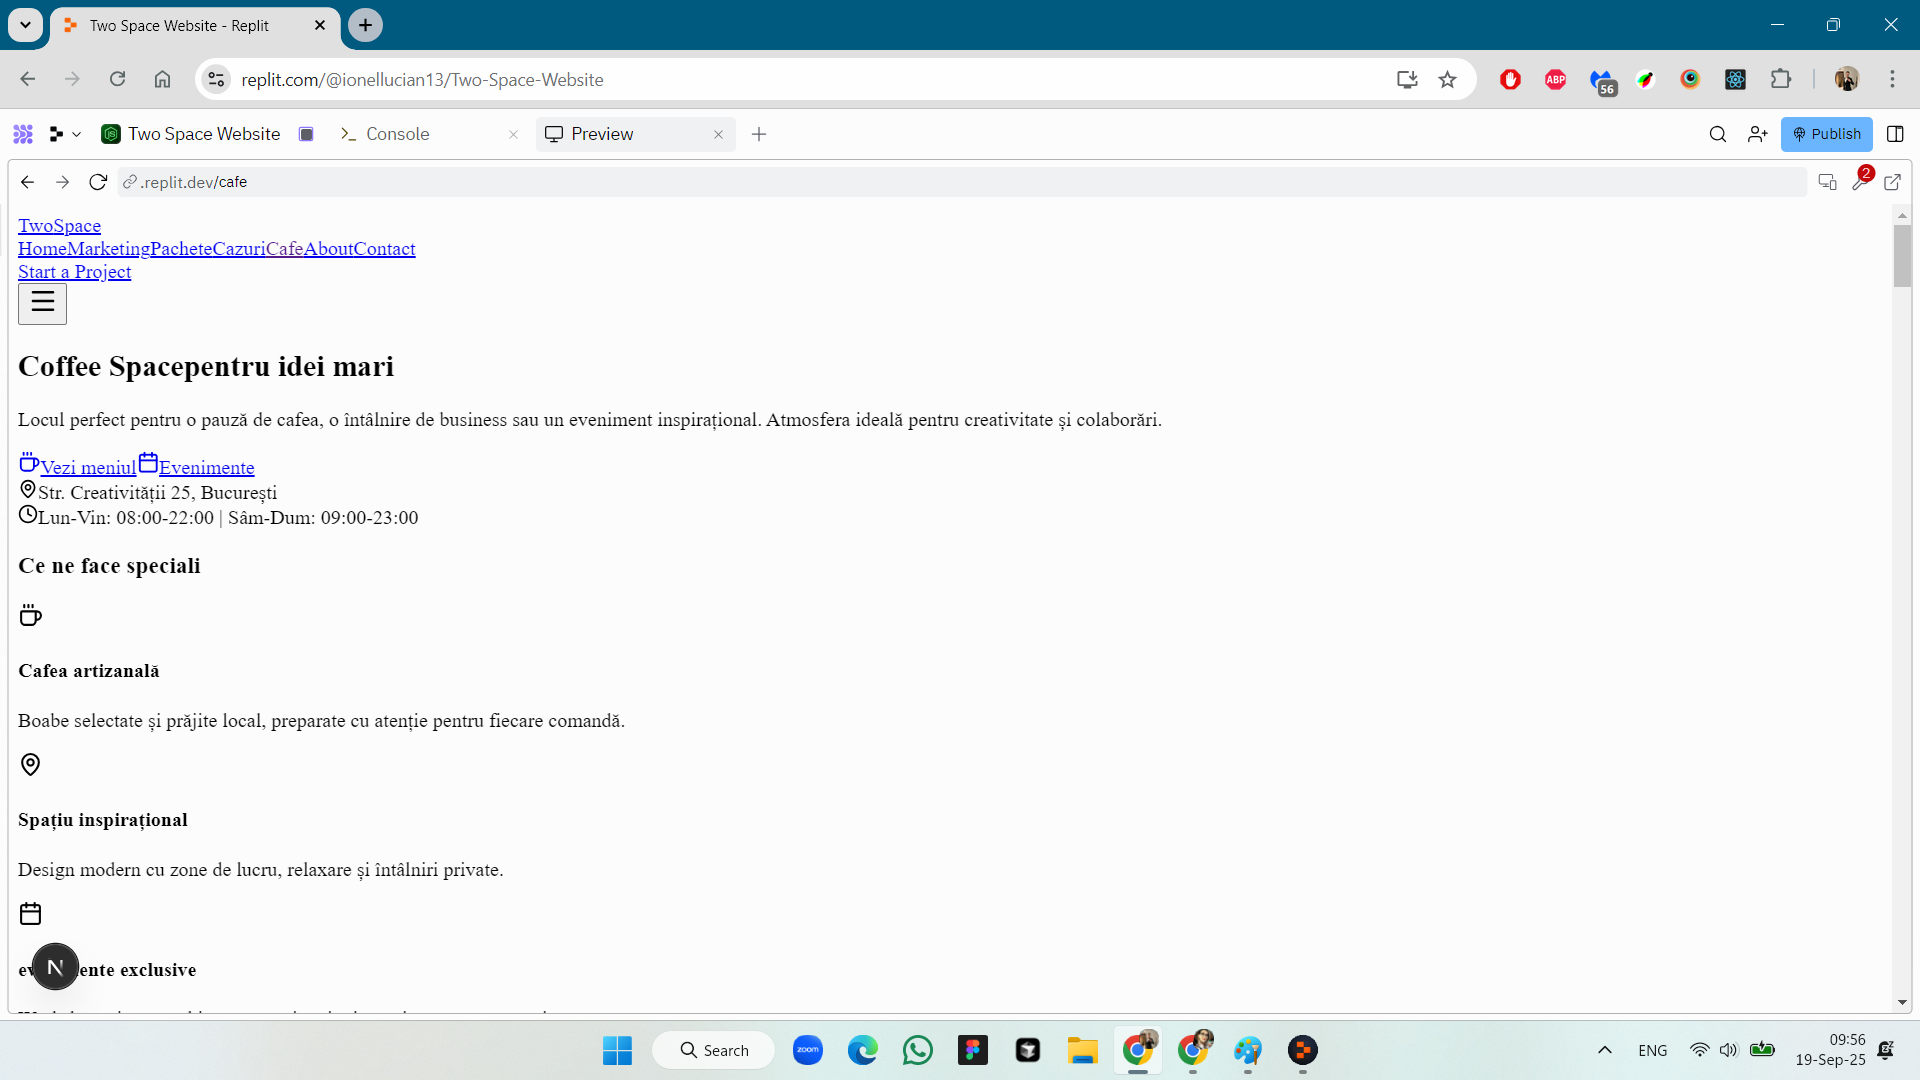 Two Space Website - Replit
replit.com/@ionellucian13/Two-Space-Website
ABP
56
Two Space Website
Console
Preview
Publish
.replit.dev/cafe
2
TwoSpace
HomeMarketingPacheteCazuriCafeAboutContact
Start a Project
Coffee Spacepentru idei mari
Locul perfect pentru o pauză de cafea, o întâlnire de business sau un eveniment inspirațional. Atmosfera ideală pentru creativitate și colaborări.
Vezi meniulEvenimente
Str. Creativității 25, București
Lun-Vin: 08:00-22:00 | Sâm-Dum: 09:00-23:00
Ce ne face speciali
Cafea artizanală
Boabe selectate și prăjite local, preparate cu atenție pentru fiecare comandă.
Spațiu inspirațional
Design modern cu zone de lucru, relaxare și întâlniri private.
N
exclusive
Search
zoom
ENG
09:56
19-Sep-25